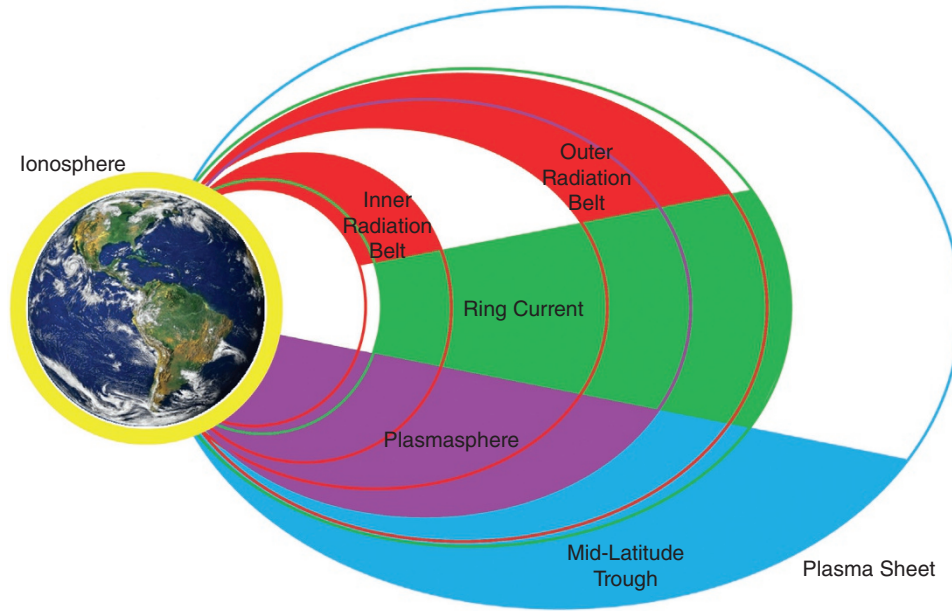 Ionosphere
Inner
Radiation
Belt
Outer
Radiation
Belt
Ring Current
Plasmasphere
Mid-Latitude
Trough
Plasma Sheet